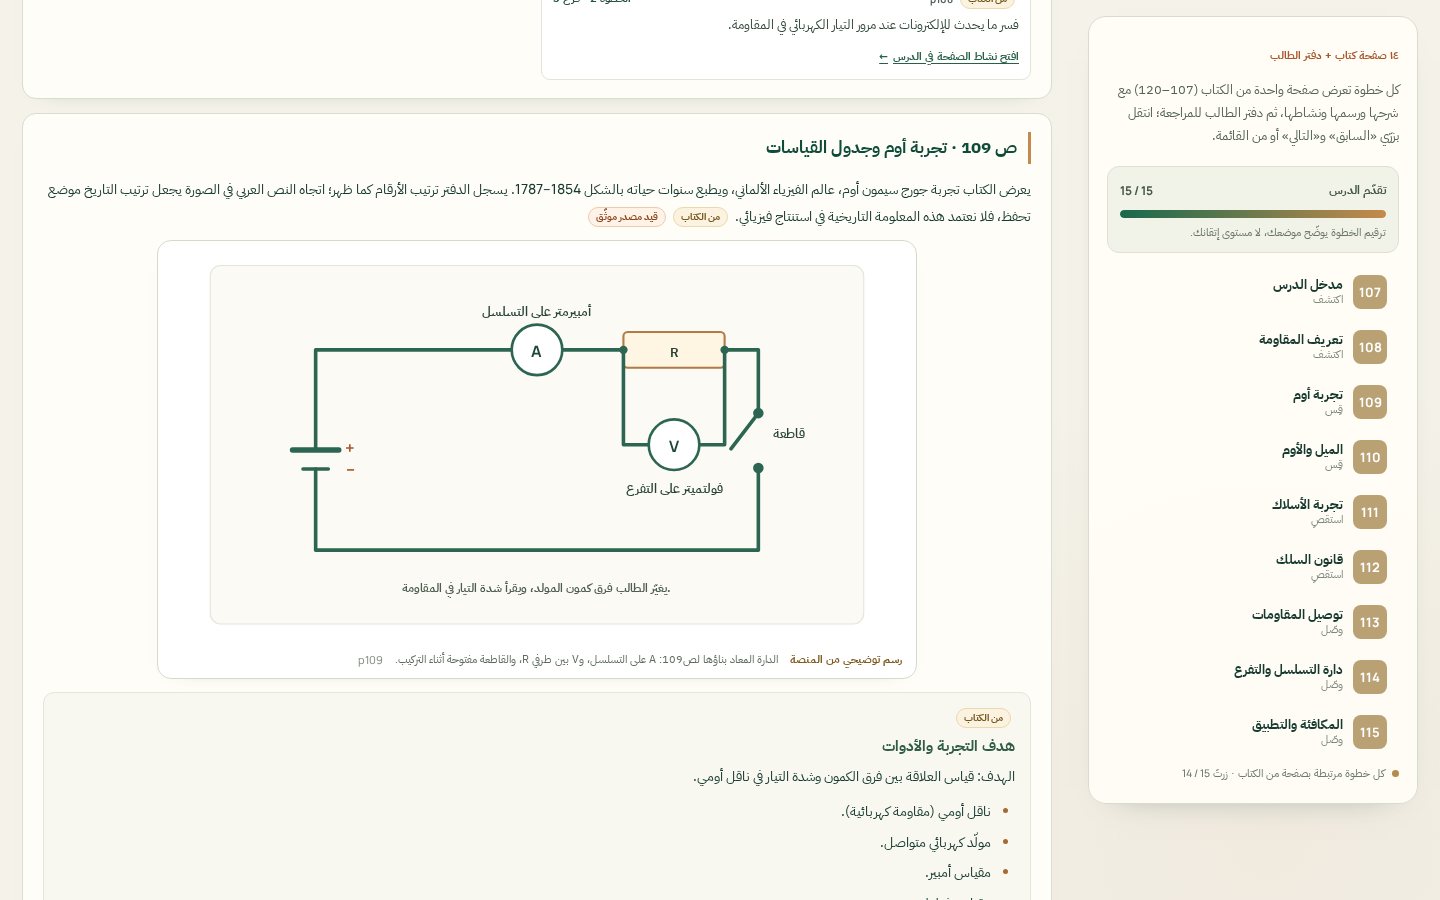 من الكتاب p108 الخطوة 2 · فرع 3
فسر ما يحدث للإلكترونات عند مرور التيار الكهربائي في المقاومة.
افتح نشاط الصفحة في الدرس ←
ص 109 · تجربة أوم وجدول القياسات
يعرض الكتاب تجربة جورج سيمون أوم، عالم الفيزياء الألماني، ويطبع سنوات حياته بالشكل 1854–1787. يسجل الدفتر ترتيب الأرقام كما ظهر؛ اتجاه النص العربي في الصورة يجعل ترتيب التاريخ موضع
تحفظ، فلا نعتمد هذه المعلومة التاريخية في استنتاج فيزيائي. من الكتاب قيد مصدر موثّق
أمبيرمتر على التسلسل
A
R
V
+
−
قاطعة
فولتميتر على التفرع
يغيّر الطالب فرق كمون المولد، ويقرأ شدة التيار في المقاومة.
رسم توضيحي من المنصة الدارة المعاد بناؤها لص109: A على التسلسل، وV بين طرفي R، والقاطعة مفتوحة أثناء التركيب. p109
من الكتاب
هدف التجربة والأدوات
الهدف: قياس العلاقة بين فرق الكمون وشدة التيار في ناقل أومي.
• ناقل أومي (مقاومة كهربائية).
• مولّد كهربائي متواصل.
• مقياس أمبير.
١٤ صفحة كتاب + دفتر الطالب
كل خطوة تعرض صفحة واحدة من الكتاب (107–120) مع
شرحها ورسمها ونشاطها، ثم دفتر الطالب للمراجعة؛ انتقل
بزرّي «السابق» و«التالي» أو من القائمة.
تقدّم الدرس 15 / 15
ترقيم الخطوة يوضّح موضعك، لا مستوى إتقانك.
107 مدخل الدرس
اكتشف
108 تعريف المقاومة
اكتشف
109 تجربة أوم
قِس
110 الميل والأوم
قِس
111 تجربة الأسلاك
استقصِ
112 قانون السلك
استقصِ
113 توصيل المقاومات
وصّل
114 دارة التسلسل والتفرع
وصّل
115 المكافئة والتطبيق
وصّل
كل خطوة مرتبطة بصفحة من الكتاب · زرتَ 15 / 14